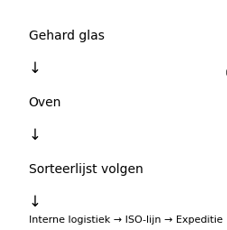 Gehard glas
↓
Oven
↓
Sorteerlijst volgen
↓
Interne logistiek → ISO-lijn → Expeditie